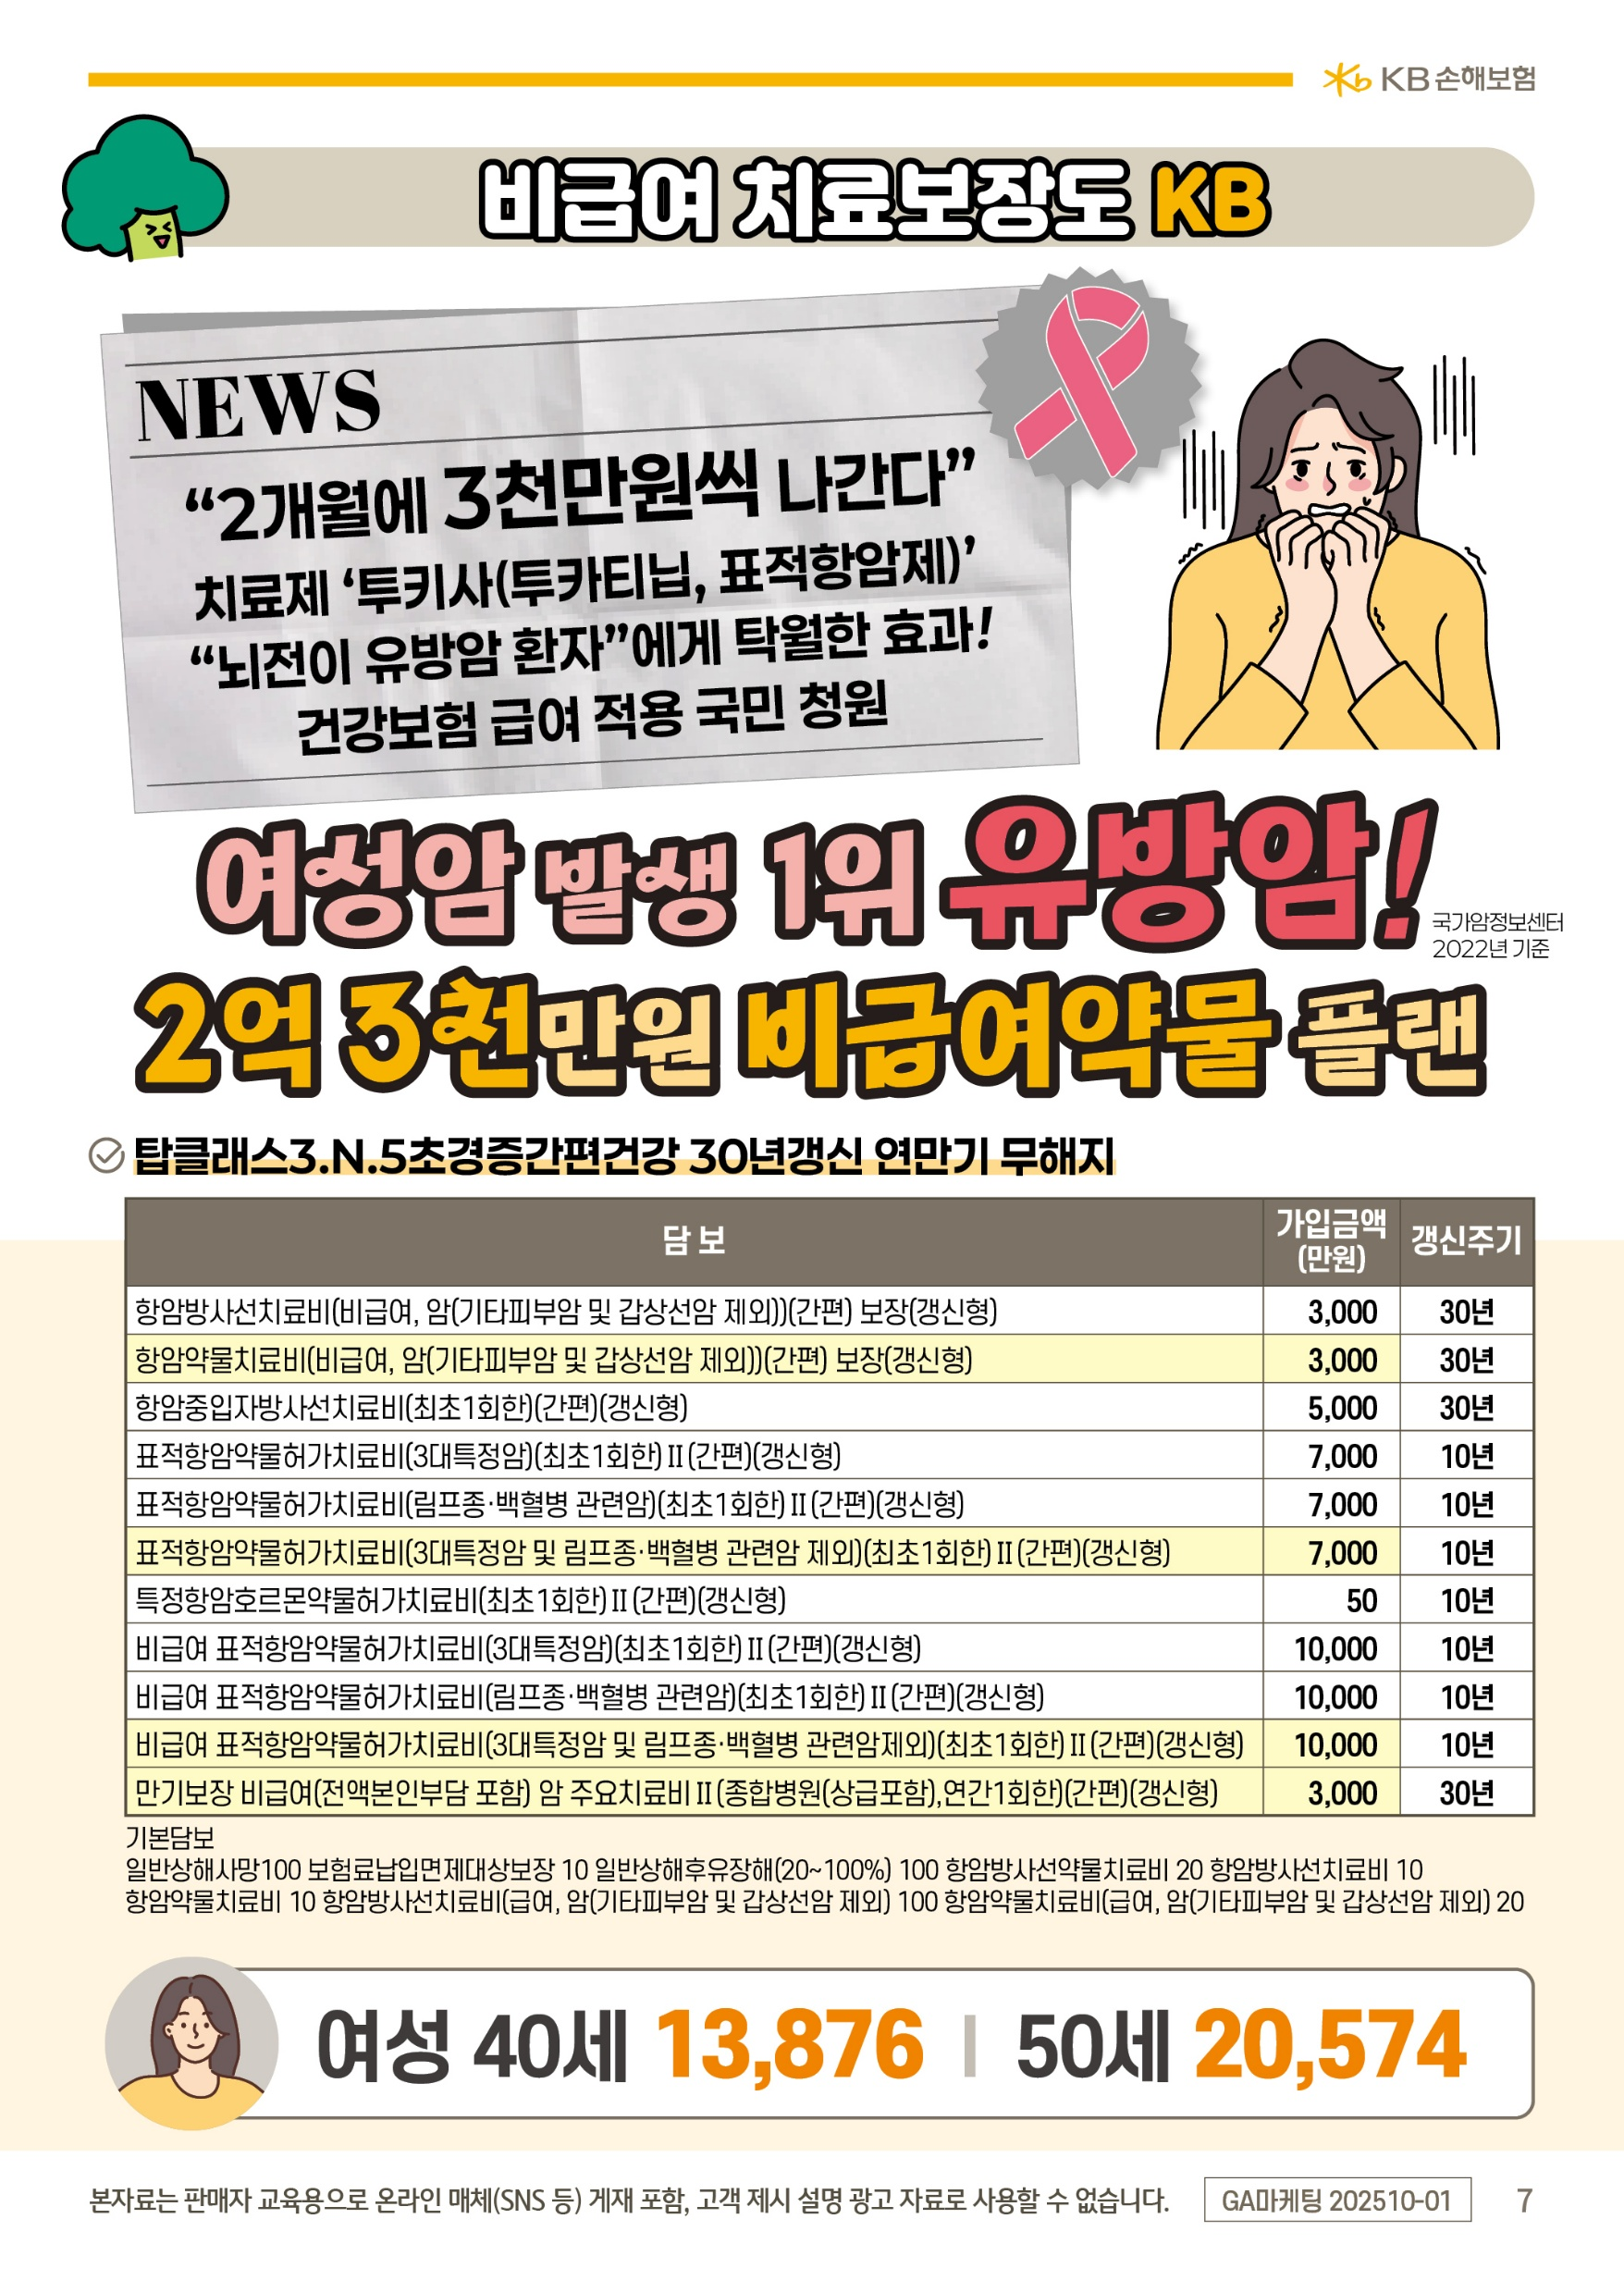 KB 손해보험
비급여 치료보장도 KB
NEWS
“2개월에 3천만원씩 나간다”
치료제 ‘투키사(투카티닙, 표적항암제)’
“뇌전이 유방암 환자”에게 탁월한 효과!
건강보험 급여 적용 국민 청원
여성암 발생 1위 유방암!
국가암정보센터
2022년 기준
2억 3천만원 비급여약물 플랜
탑클래스3.N.5초경증간편건강 30년갱신 연만기 무해지
담 보 가입금액 (만원) 갱신주기
항암방사선치료비(비급여, 암(기타피부암 및 갑상선암 제외))(간편) 보장(갱신형) 3,000 30년
항암약물치료비(비급여, 암(기타피부암 및 갑상선암 제외))(간편) 보장(갱신형) 3,000 30년
항암중입자방사선치료비(최초1회한)(간편)(갱신형) 5,000 30년
표적항암약물허가치료비(3대특정암)(최초1회한)Ⅱ(간편)(갱신형) 7,000 10년
표적항암약물허가치료비(림프종·백혈병 관련암)(최초1회한)Ⅱ(간편)(갱신형) 7,000 10년
표적항암약물허가치료비(3대특정암 및 림프종·백혈병 관련암 제외)(최초1회한)Ⅱ(간편)(갱신형) 7,000 10년
특정항암호르몬약물허가치료비(최초1회한)Ⅱ(간편)(갱신형) 50 10년
비급여 표적항암약물허가치료비(3대특정암)(최초1회한)Ⅱ(간편)(갱신형) 10,000 10년
비급여 표적항암약물허가치료비(림프종·백혈병 관련암)(최초1회한)Ⅱ(간편)(갱신형) 10,000 10년
비급여 표적항암약물허가치료비(3대특정암 및 림프종·백혈병 관련암제외)(최초1회한)Ⅱ(간편)(갱신형) 10,000 10년
만기보장 비급여(전액본인부담 포함) 암 주요치료비Ⅱ(종합병원(상급포함),연간1회한)(간편)(갱신형) 3,000 30년
기본담보
일반상해사망100 보험료납입면제대상보장 10 일반상해후유장해(20~100%) 100 항암방사선약물치료비 20 항암방사선치료비 10
항암약물치료비 10 항암방사선치료비(급여, 암(기타피부암 및 갑상선암 제외) 100 항암약물치료비(급여, 암(기타피부암 및 갑상선암 제외) 20
여성 40세 13,876 | 50세 20,574
본자료는 판매자 교육용으로 온라인 매체(SNS 등) 게재 포함, 고객 제시 설명 광고 자료로 사용할 수 없습니다.
GA마케팅 202510-01
7